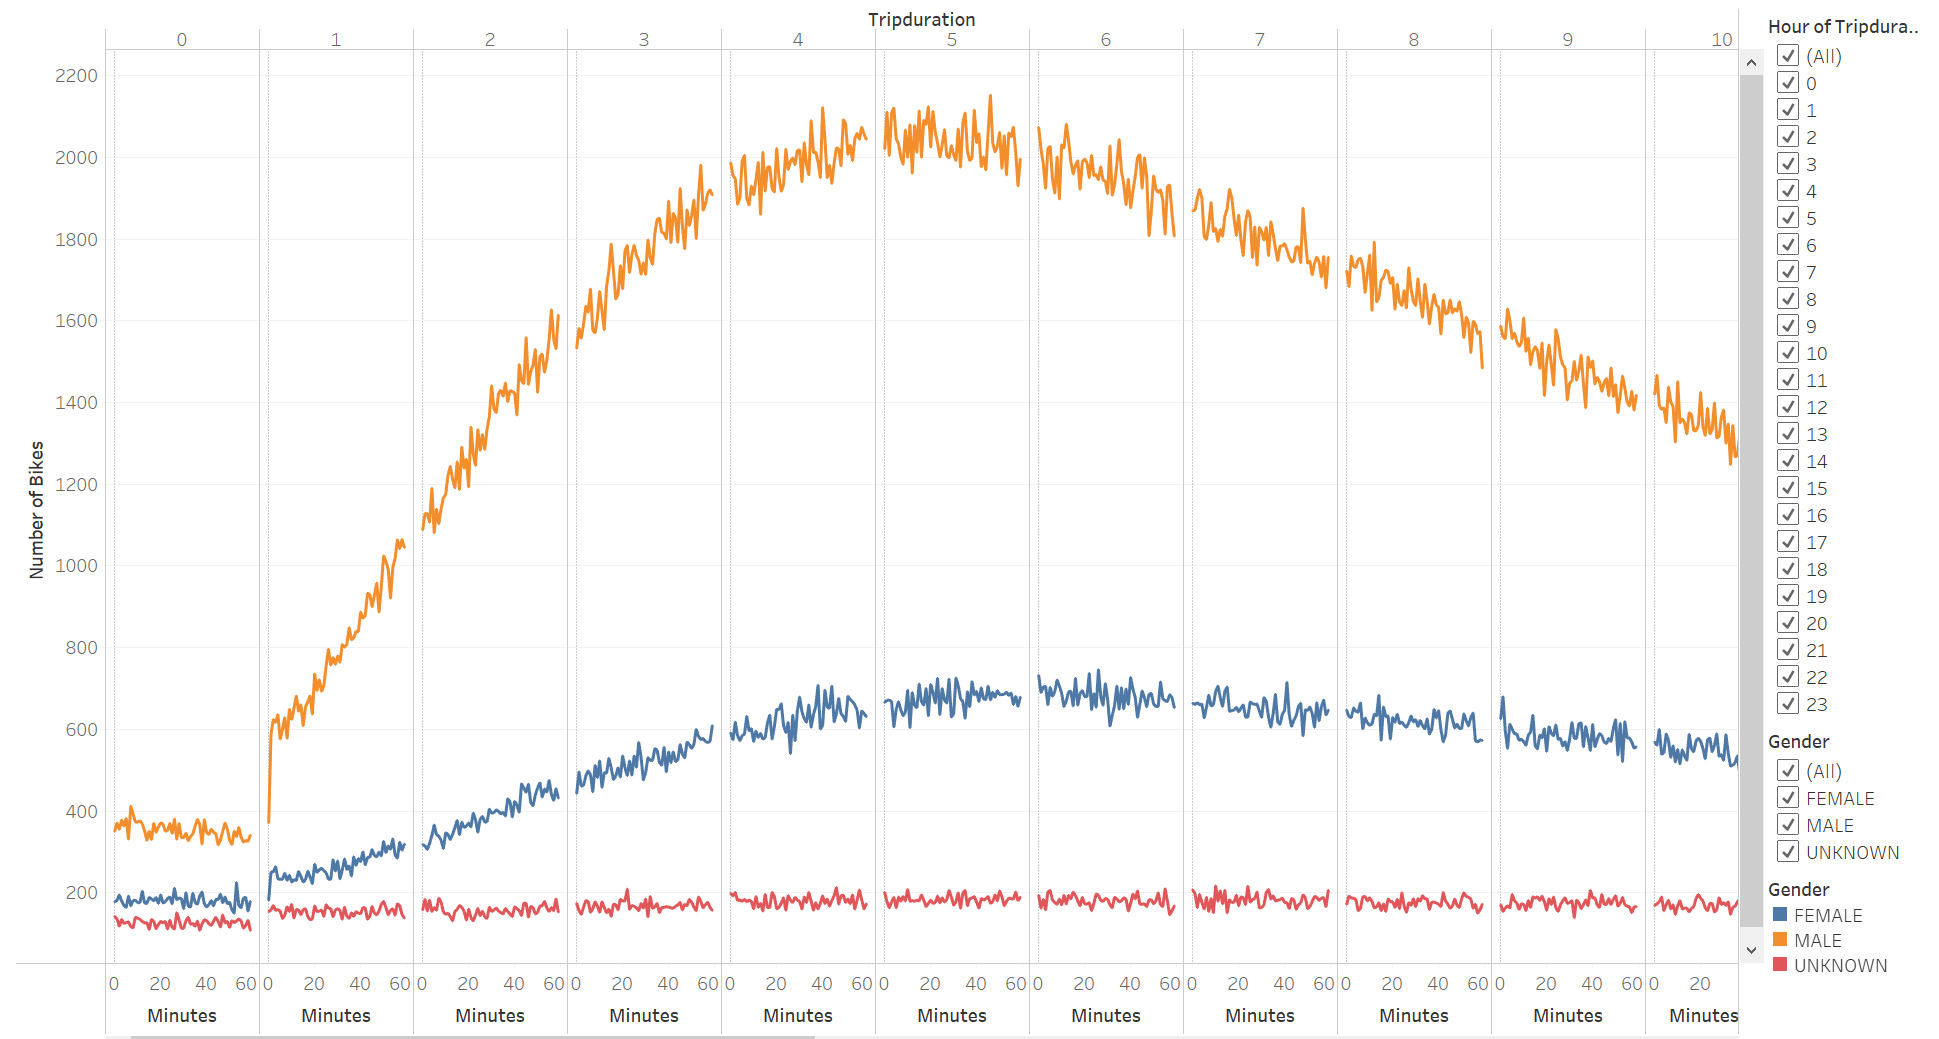 Tripduration
0 1 2 3 4 5 6 7 8 9 10
2200
2000
1800
1600
1400
1200
1000
800
600
400
200
Number of Bikes
0 20 40 60 0 20 40 60 0 20 40 60 0 20 40 60 0 20 40 60 0 20 40 60 0 20 40 60 0 20 40 60 0 20 40 60 0 20 40 60 0 20
Minutes Minutes Minutes Minutes Minutes Minutes Minutes Minutes Minutes Minutes Minutes
Hour of Tripdura..
(All)
0
1
2
3
4
5
6
7
8
9
10
11
12
13
14
15
16
17
18
19
20
21
22
23
Gender
(All)
FEMALE
MALE
UNKNOWN
Gender
FEMALE
MALE
UNKNOWN